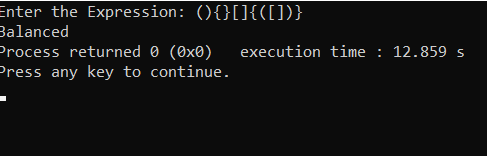 Enter the Expression: (){}[]{([])}
Balanced
Process returned 0 (0x0)   execution time : 12.859 s
Press any key to continue.